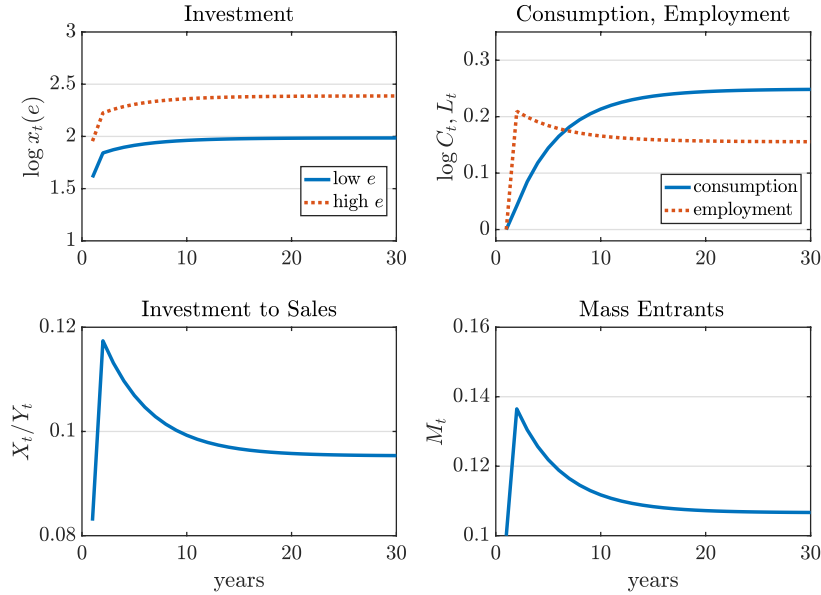 Investment
3
2.5
2
1.5
1
log x_t(e)
low e
high e
0
10
20
30
Consumption, Employment
0.3
0.2
0.1
0
log C_t, L_t
consumption
employment
0
10
20
30
Investment to Sales
0.12
0.1
0.08
X_t/Y_t
0
10
20
30
years
Mass Entrants
0.16
0.14
0.12
0.1
M_t
0
10
20
30
years